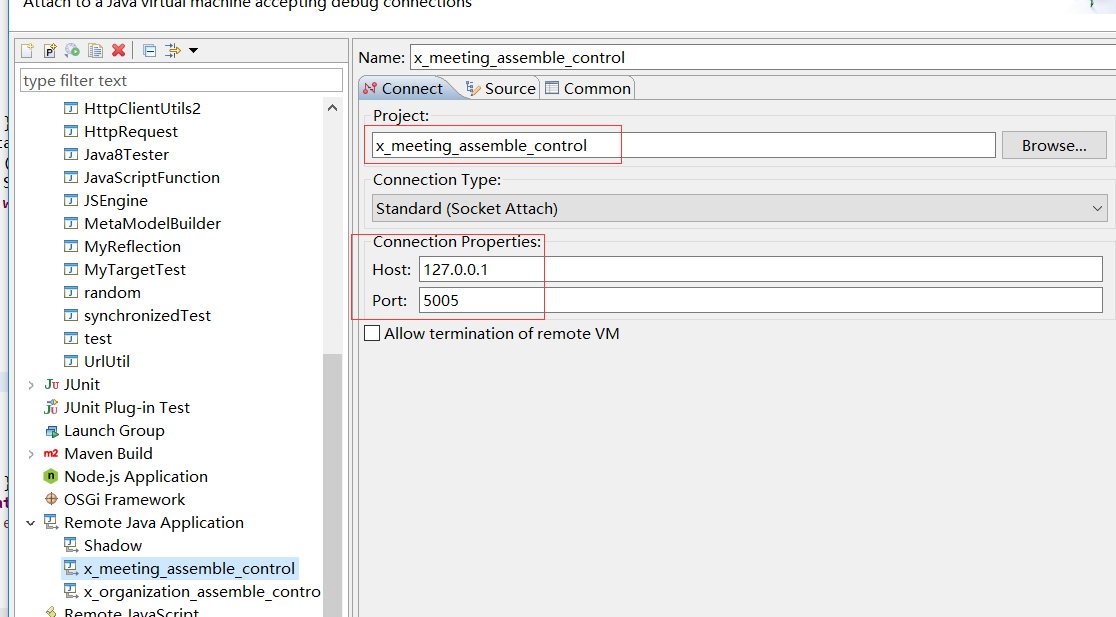 Attach to a Java virtual machine accepting debug connections
type filter text
HttpClientUtils2
HttpRequest
Java8Tester
JavaScriptFunction
JSEngine
MetaModelBuilder
MyReflection
MyTargetTest
random
synchronizedTest
test
UrlUtil
JUnit
JUnit Plug-in Test
Launch Group
Maven Build
Node.js Application
OSGi Framework
Remote Java Application
Shadow
x_meeting_assemble_control
x_organization_assemble_contro
Remote JavaScript
Name: x_meeting_assemble_control
Connect Source Common
Project:
x_meeting_assemble_control Browse...
Connection Type:
Standard (Socket Attach)
Connection Properties:
Host: 127.0.0.1
Port: 5005
Allow termination of remote VM